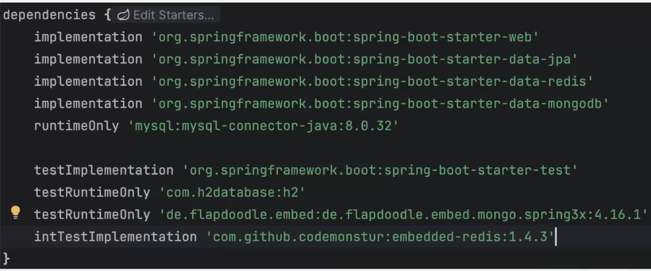 dependencies { Edit Starters...
implementation 'org.springframework.boot:spring-boot-starter-web'
implementation 'org.springframework.boot:spring-boot-starter-data-jpa'
implementation 'org.springframework.boot:spring-boot-starter-data-redis'
implementation 'org.springframework.boot:spring-boot-starter-data-mongodb'
runtimeOnly 'mysql:mysql-connector-java:8.0.32'
testImplementation 'org.springframework.boot:spring-boot-starter-test'
testRuntimeOnly 'com.h2database:h2'
testRuntimeOnly 'de.flapdoodle.embed:de.flapdoodle.embed.mongo.spring3x:4.16.1'
intTestImplementation 'com.github.codemonstur:embedded-redis:1.4.3'
}